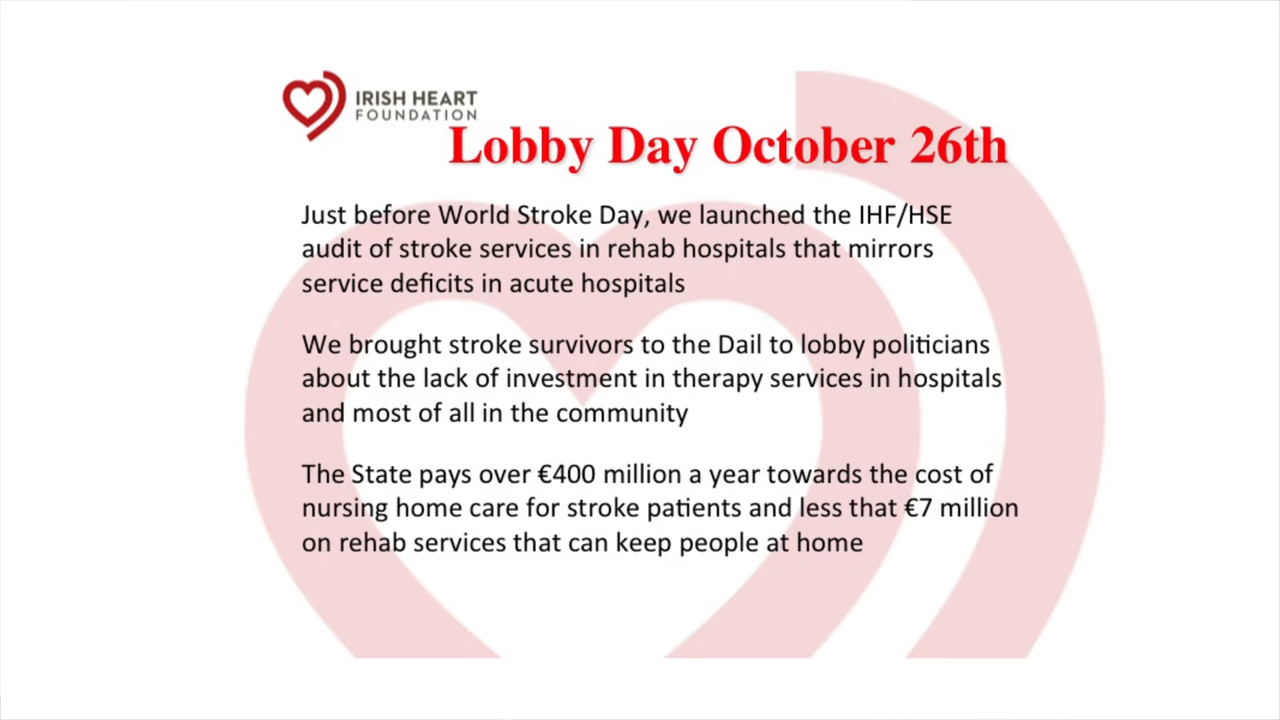 IRISH HEART
FOUNDATION
Lobby Day October 26th
Just before World Stroke Day, we launched the IHF/HSE
audit of stroke services in rehab hospitals that mirrors
service deficits in acute hospitals
We brought stroke survivors to the Dail to lobby politicians
about the lack of investment in therapy services in hospitals
and most of all in the community
The State pays over €400 million a year towards the cost of
nursing home care for stroke patients and less that €7 million
on rehab services that can keep people at home